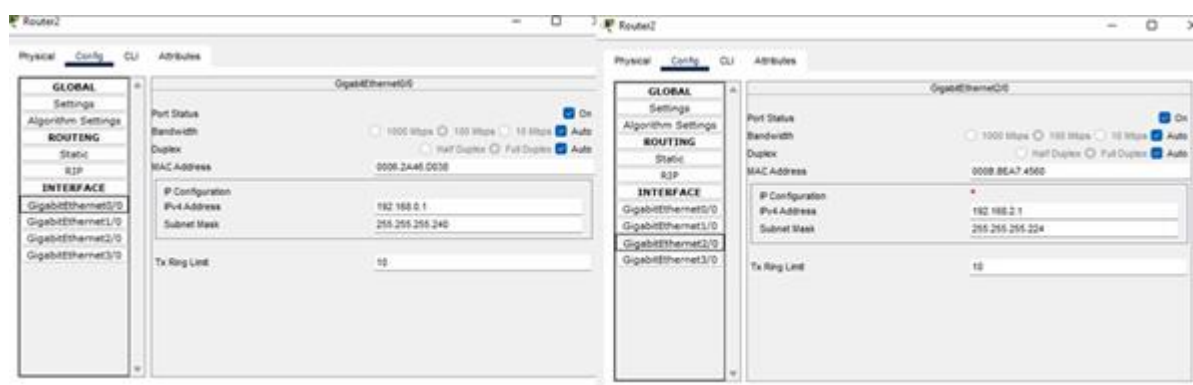 Router2
Physical Config CLI Attributes
GLOBAL
Settings
Algorithm Settings
ROUTING
Static
RIP
INTERFACE
GigabitEthernet0/0
GigabitEthernet1/0
GigabitEthernet2/0
GigabitEthernet3/0
GigabitEthernet0/0
Port Status On
Bandwidth 1000 Mbps 100 Mbps 10 Mbps Auto
Duplex Half Duplex Full Duplex Auto
MAC Address 0006.2A46.D038
IP Configuration
IPv4 Address 192.168.0.1
Subnet Mask 255.255.255.240
Tx Ring Limit 10
Router2
Physical Config CLI Attributes
GLOBAL
Settings
Algorithm Settings
ROUTING
Static
RIP
INTERFACE
GigabitEthernet0/0
GigabitEthernet1/0
GigabitEthernet2/0
GigabitEthernet3/0
GigabitEthernet2/0
Port Status On
Bandwidth 1000 Mbps 100 Mbps 10 Mbps Auto
Duplex Half Duplex Full Duplex Auto
MAC Address 000B.BEA7.4560
IP Configuration
IPv4 Address 192.168.2.1
Subnet Mask 255.255.255.224
Tx Ring Limit 10